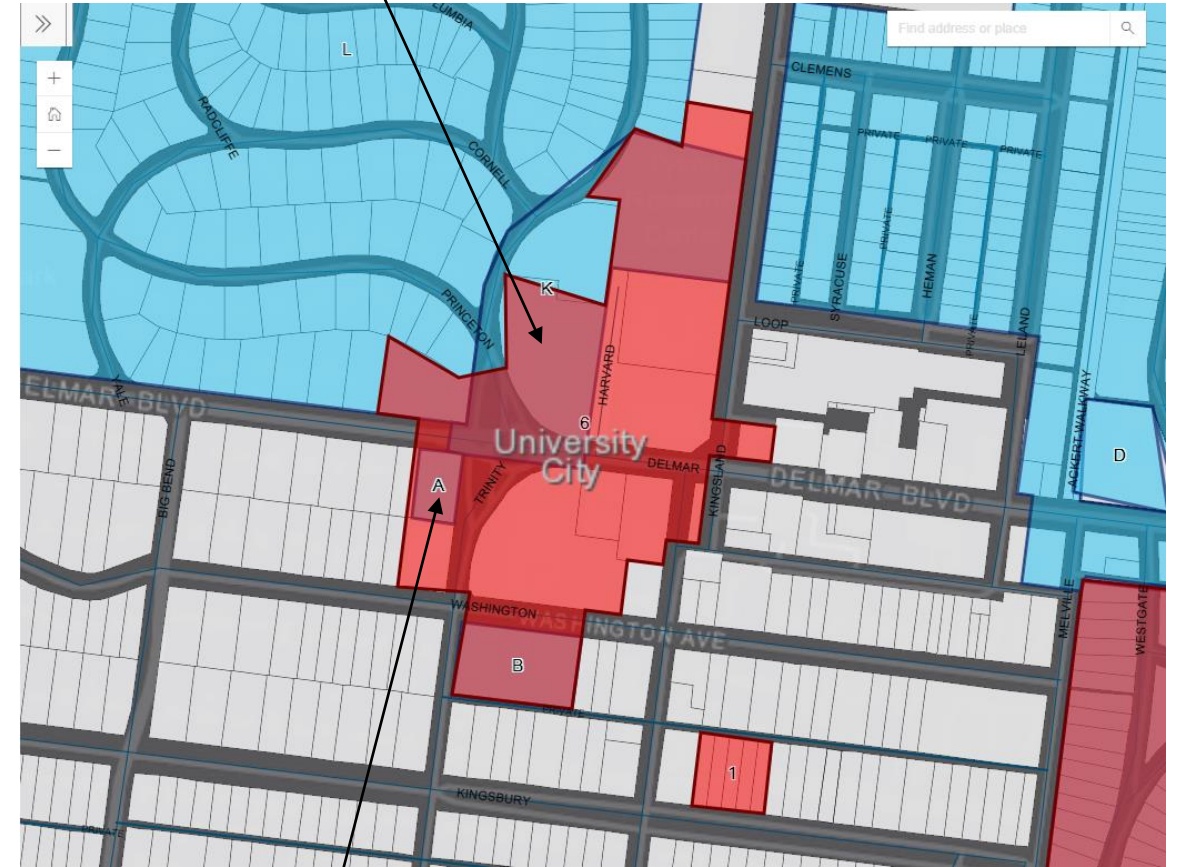 Find address or place
L
UMBIA
CLEMENS
RADCLIFFE
CORNELL
PRIVATE
PRIVATE
PRIVATE
PRIVATE
PRIVATE
SYRACUSE
HEMAN
PRIVATE
LELAND
K
PRINCETON
LOOP
HARVARD
YALE
ELMAR BLVD
6
University
City
ACKERT WALKWAY
D
A
TRINITY
DELMAR
KINGSLAND
DELMAR BLVD
BIG BEND
WASHINGTON
WASHINGTON AVE
MELVILLE
WESTGATE
B
PRIVATE
1
KINGSBURY
PRIVATE